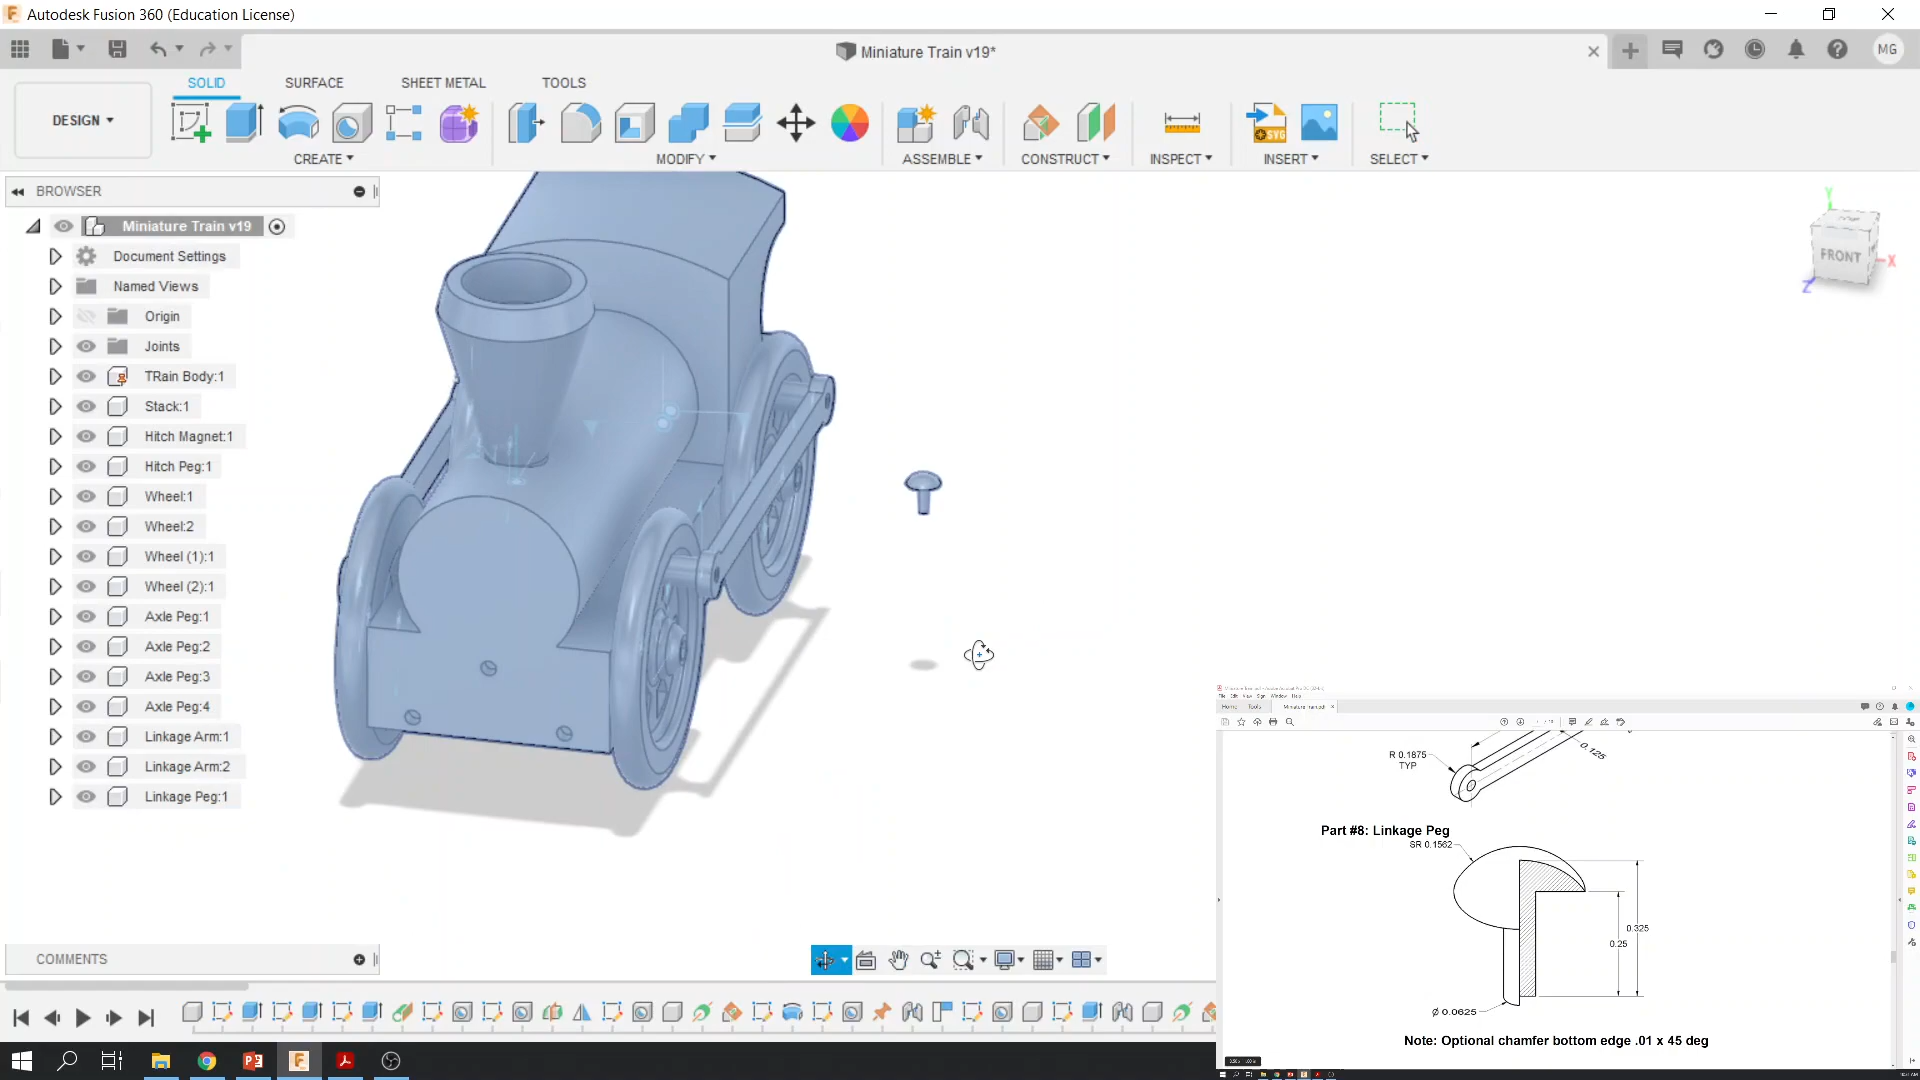 Autodesk Fusion 360 (Education License)
Miniature Train v19*
MG
SOLID SURFACE SHEET METAL TOOLS
DESIGN
CREATE MODIFY ASSEMBLE CONSTRUCT INSPECT INSERT SELECT
SVG
BROWSER
Miniature Train v19
Document Settings
Named Views
Origin
Joints
TRain Body:1
Stack:1
Hitch Magnet:1
Hitch Peg:1
Wheel:1
Wheel:2
Wheel (1):1
Wheel (2):1
Axle Peg:1
Axle Peg:2
Axle Peg:3
Axle Peg:4
Linkage Arm:1
Linkage Arm:2
Linkage Peg:1
COMMENTS
Y
FRONT
X
Z
Home Tools
R 0.1875
TYP
0.125
Part #8: Linkage Peg
SR 0.1562
0.325
0.25
Ø 0.0625
Note: Optional chamfer bottom edge .01 x 45 deg